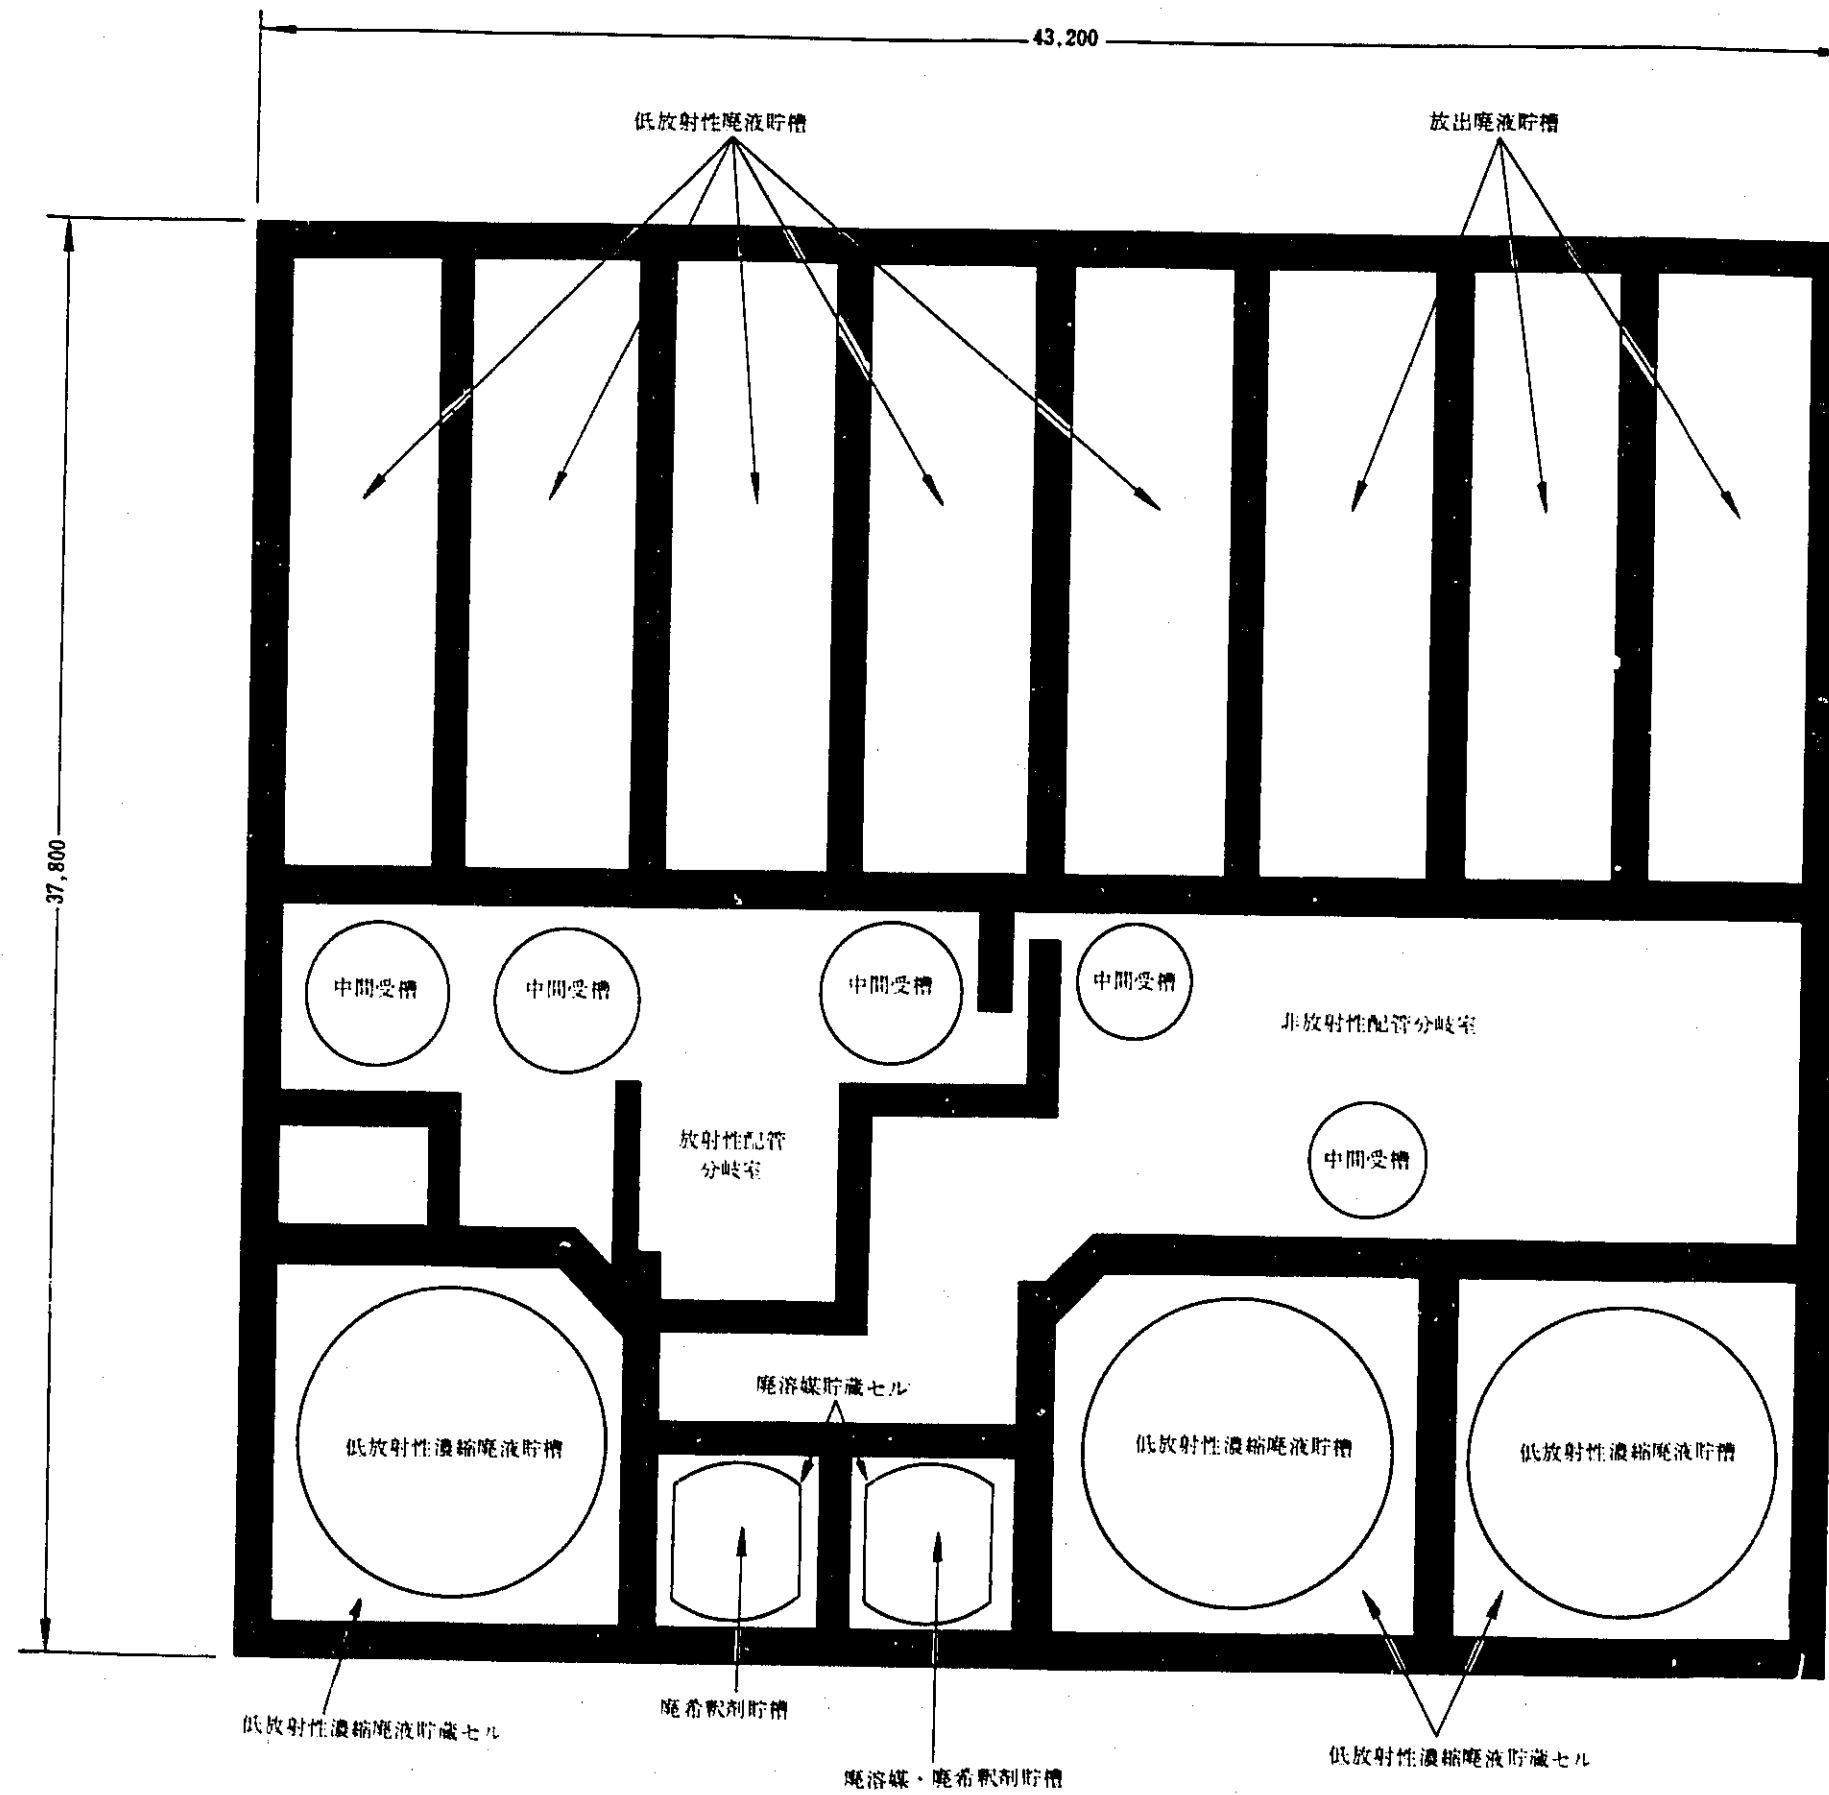 43,200
低放射性廃液貯槽
放出廃液貯槽
37,800
中間受槽
中間受槽
中間受槽
中間受槽
非放射性配管分岐室
放射性配管
分岐室
中間受槽
廃溶媒貯蔵セル
低放射性濃縮廃液貯槽
低放射性濃縮廃液貯槽
低放射性濃縮廃液貯槽
低放射性濃縮廃液貯蔵セル
廃希釈剤貯槽
廃溶媒・廃希釈剤貯槽
低放射性濃縮廃液貯蔵セル